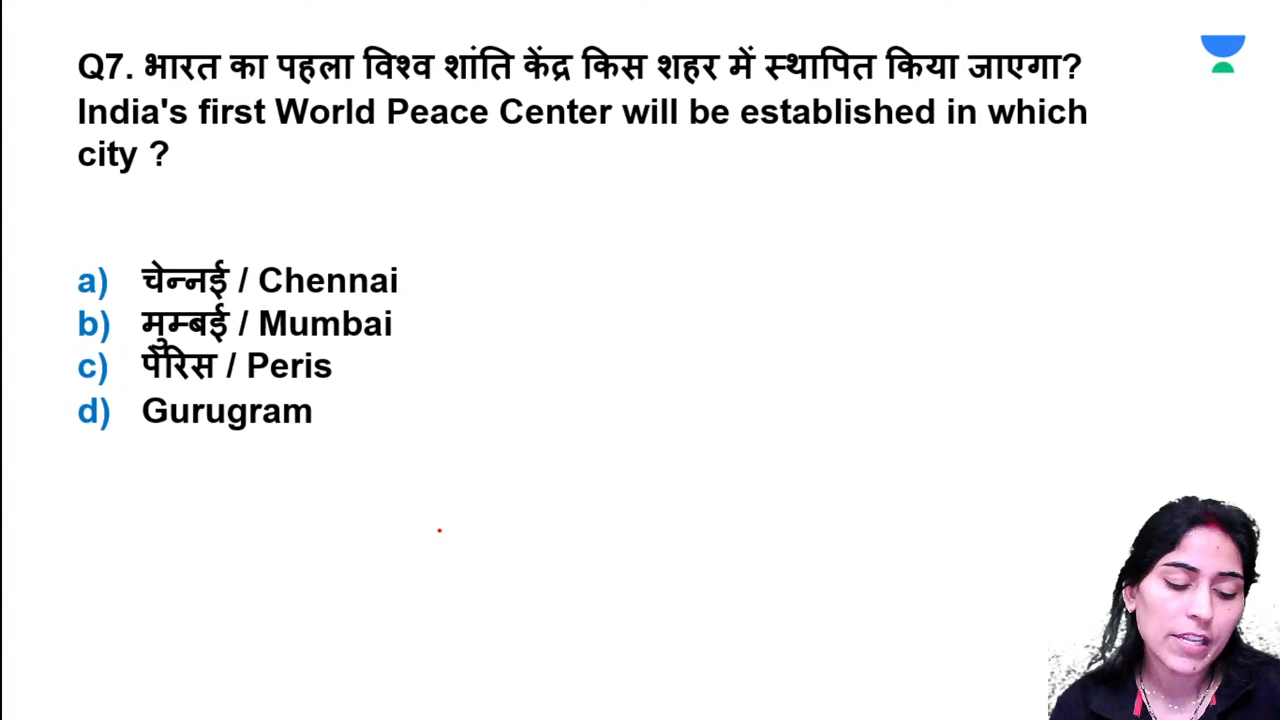 Q7. भारत का पहला विश्व शांति केंद्र किस शहर में स्थापित किया जाएगा?
India's first World Peace Center will be established in which
city ?
a) चेन्नई / Chennai
b) मुम्बई / Mumbai
c) पेरिस / Peris
d) Gurugram